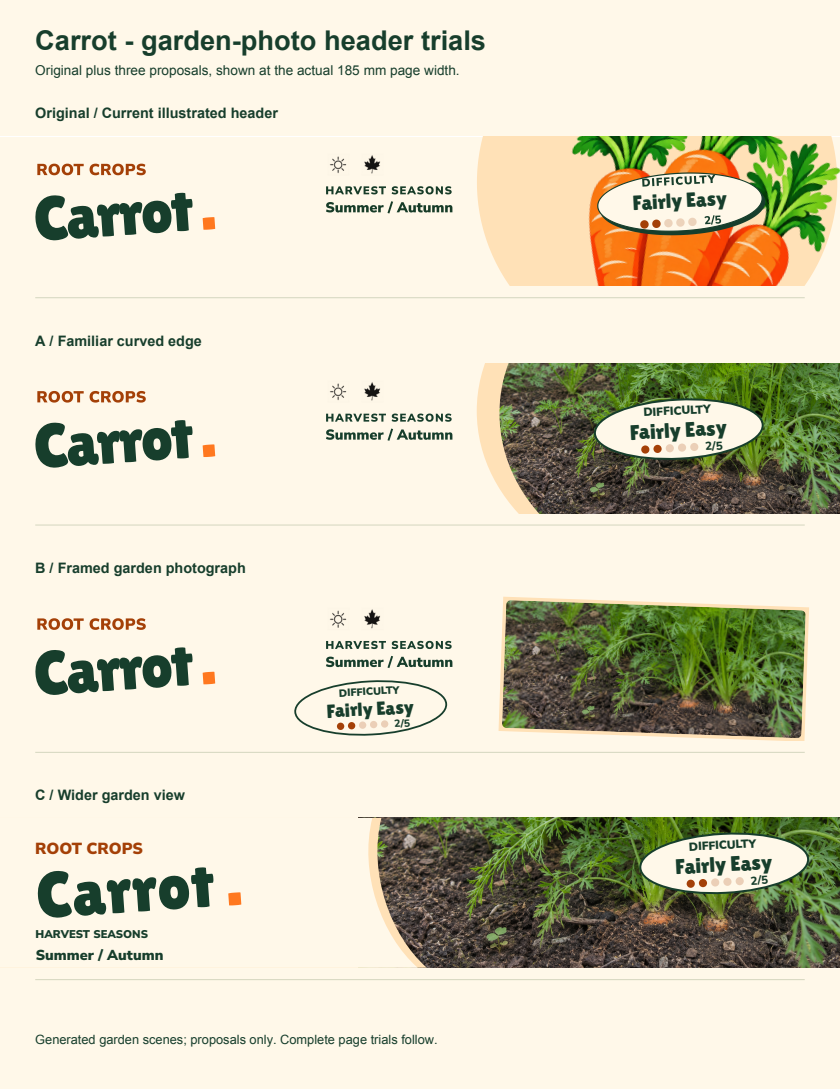 Carrot - garden-photo header trials
Original plus three proposals, shown at the actual 185 mm page width.
Original / Current illustrated header
ROOT CROPS
Carrot.
HARVEST SEASONS
Summer / Autumn
DIFFICULTY
Fairly Easy
2/5
A / Familiar curved edge
ROOT CROPS
Carrot.
HARVEST SEASONS
Summer / Autumn
DIFFICULTY
Fairly Easy
2/5
B / Framed garden photograph
ROOT CROPS
Carrot.
HARVEST SEASONS
Summer / Autumn
DIFFICULTY
Fairly Easy
2/5
C / Wider garden view
ROOT CROPS
Carrot.
HARVEST SEASONS
Summer / Autumn
DIFFICULTY
Fairly Easy
2/5
Generated garden scenes; proposals only. Complete page trials follow.